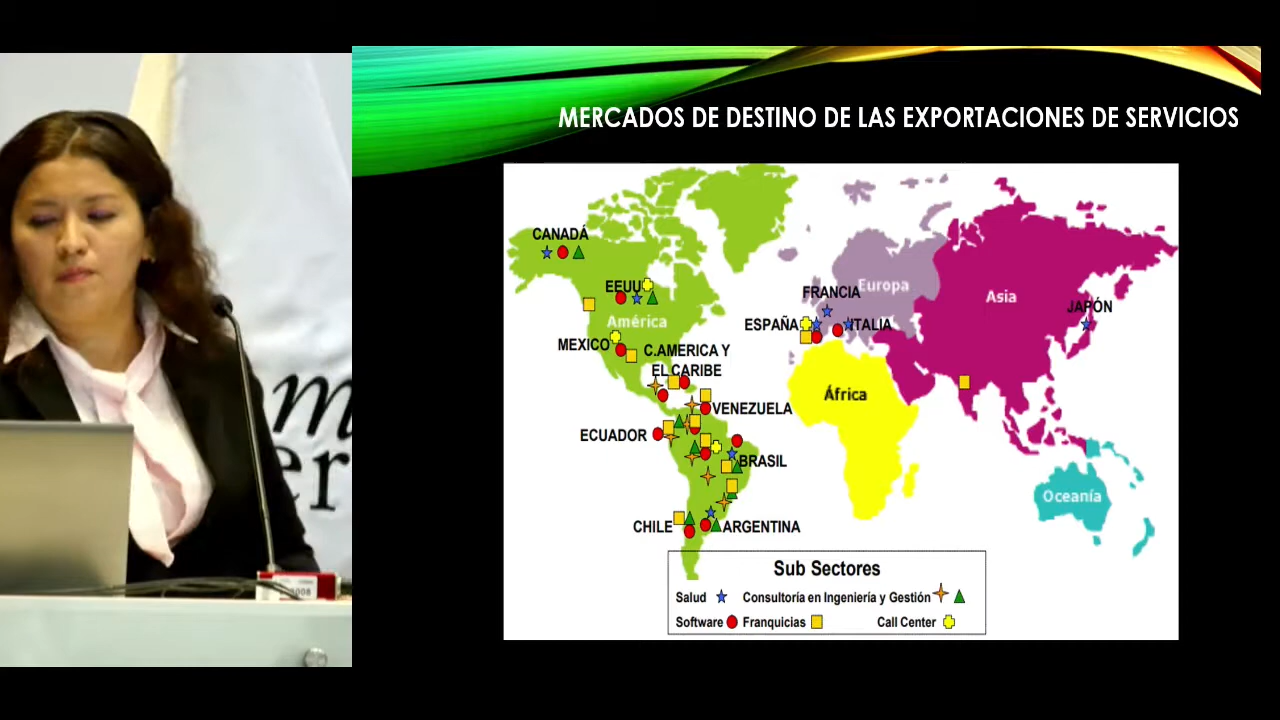 MERCADOS DE DESTINO DE LAS EXPORTACIONES DE SERVICIOS
CANADÁ
EEUU
América
MEXICO
C.AMERICA Y
EL CARIBE
VENEZUELA
ECUADOR
BRASIL
CHILE
ARGENTINA
FRANCIA
Europa
ESPAÑA
ITALIA
Asia
JAPÓN
África
Oceanía
Sub Sectores
Salud
Consultoría en Ingeniería y Gestión
Software
Franquicias
Call Center